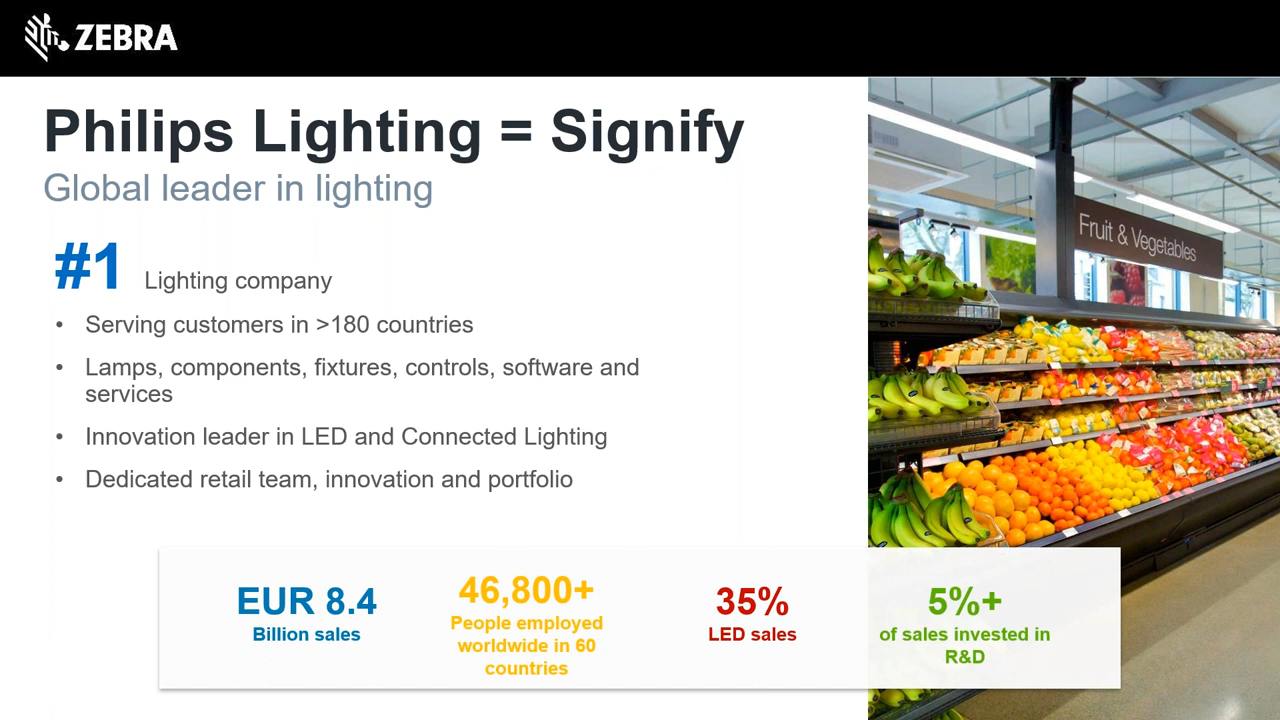 ZEBRA
Philips Lighting = Signify
Global leader in lighting
#1 Lighting company
• Serving customers in >180 countries
• Lamps, components, fixtures, controls, software and
services
• Innovation leader in LED and Connected Lighting
• Dedicated retail team, innovation and portfolio
Fruit & Vegetables
EUR 8.4
Billion sales
46,800+
People employed
worldwide in 60
countries
35%
LED sales
5%+
of sales invested in
R&D